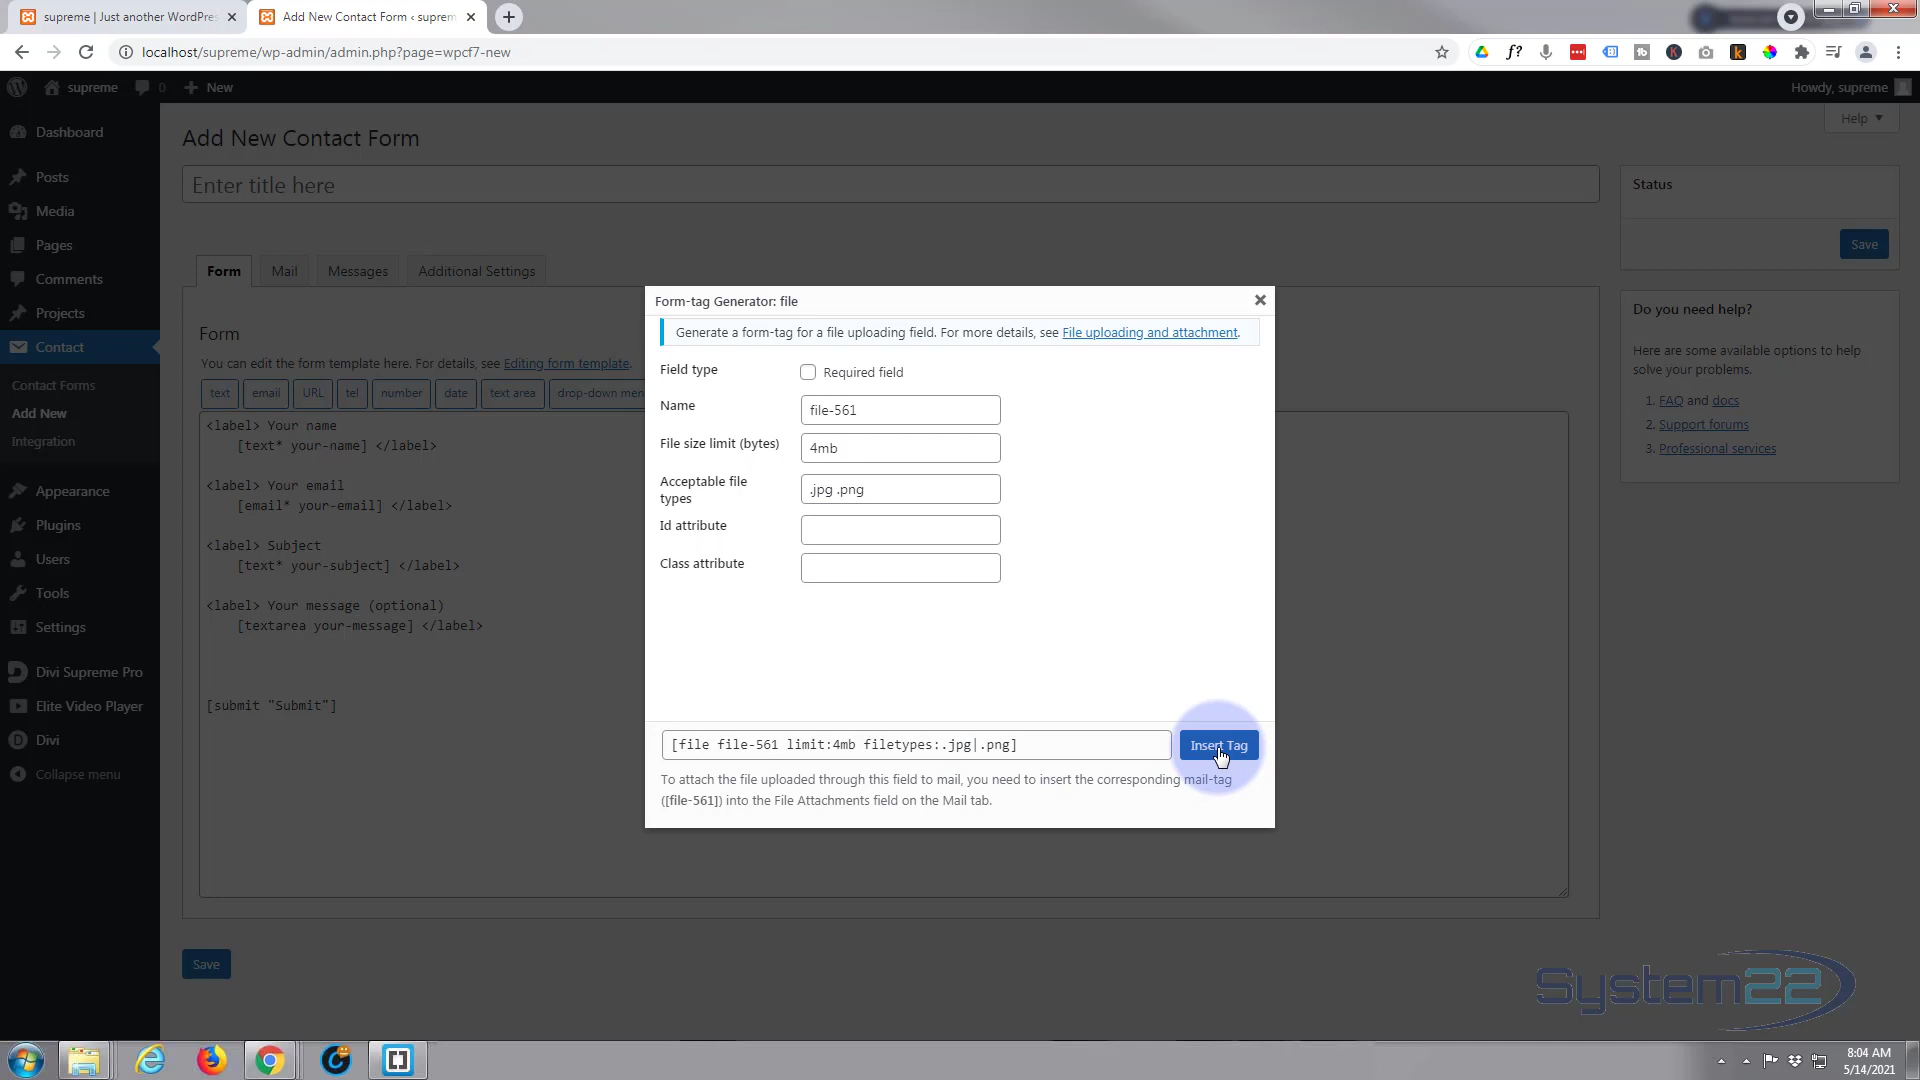 supreme | Just another WordPres
Add New Contact Form ‹ suprem
localhost/supreme/wp-admin/admin.php?page=wpcf7-new
supreme
0
New
Howdy, supreme
Dashboard
Posts
Media
Pages
Comments
Projects
Contact
Contact Forms
Add New
Integration
Appearance
Plugins
Users
Tools
Settings
Divi Supreme Pro
Elite Video Player
Divi
Collapse menu
Add New Contact Form
Help
Enter title here
Form
Mail
Messages
Additional Settings
Form
You can edit the form template here. For details, see Editing form template.
text
email
URL
tel
number
date
text area
drop-down men
<label> Your name
[text* your-name] </label>
<label> Your email
[email* your-email] </label>
<label> Subject
[text* your-subject] </label>
<label> Your message (optional)
[textarea your-message] </label>
[submit "Submit"]
Save
Form-tag Generator: file
Generate a form-tag for a file uploading field. For more details, see File uploading and attachment.
Field type
Required field
Name
file-561
File size limit (bytes)
4mb
Acceptable file
types
.jpg .png
Id attribute
Class attribute
[file file-561 limit:4mb filetypes:.jpg|.png]
Insert Tag
To attach the file uploaded through this field to mail, you need to insert the corresponding mail-tag
([file-561]) into the File Attachments field on the Mail tab.
Status
Save
Do you need help?
Here are some available options to help
solve your problems.
1. FAQ and docs
2. Support forums
3. Professional services
System22
8:04 AM
5/14/2021